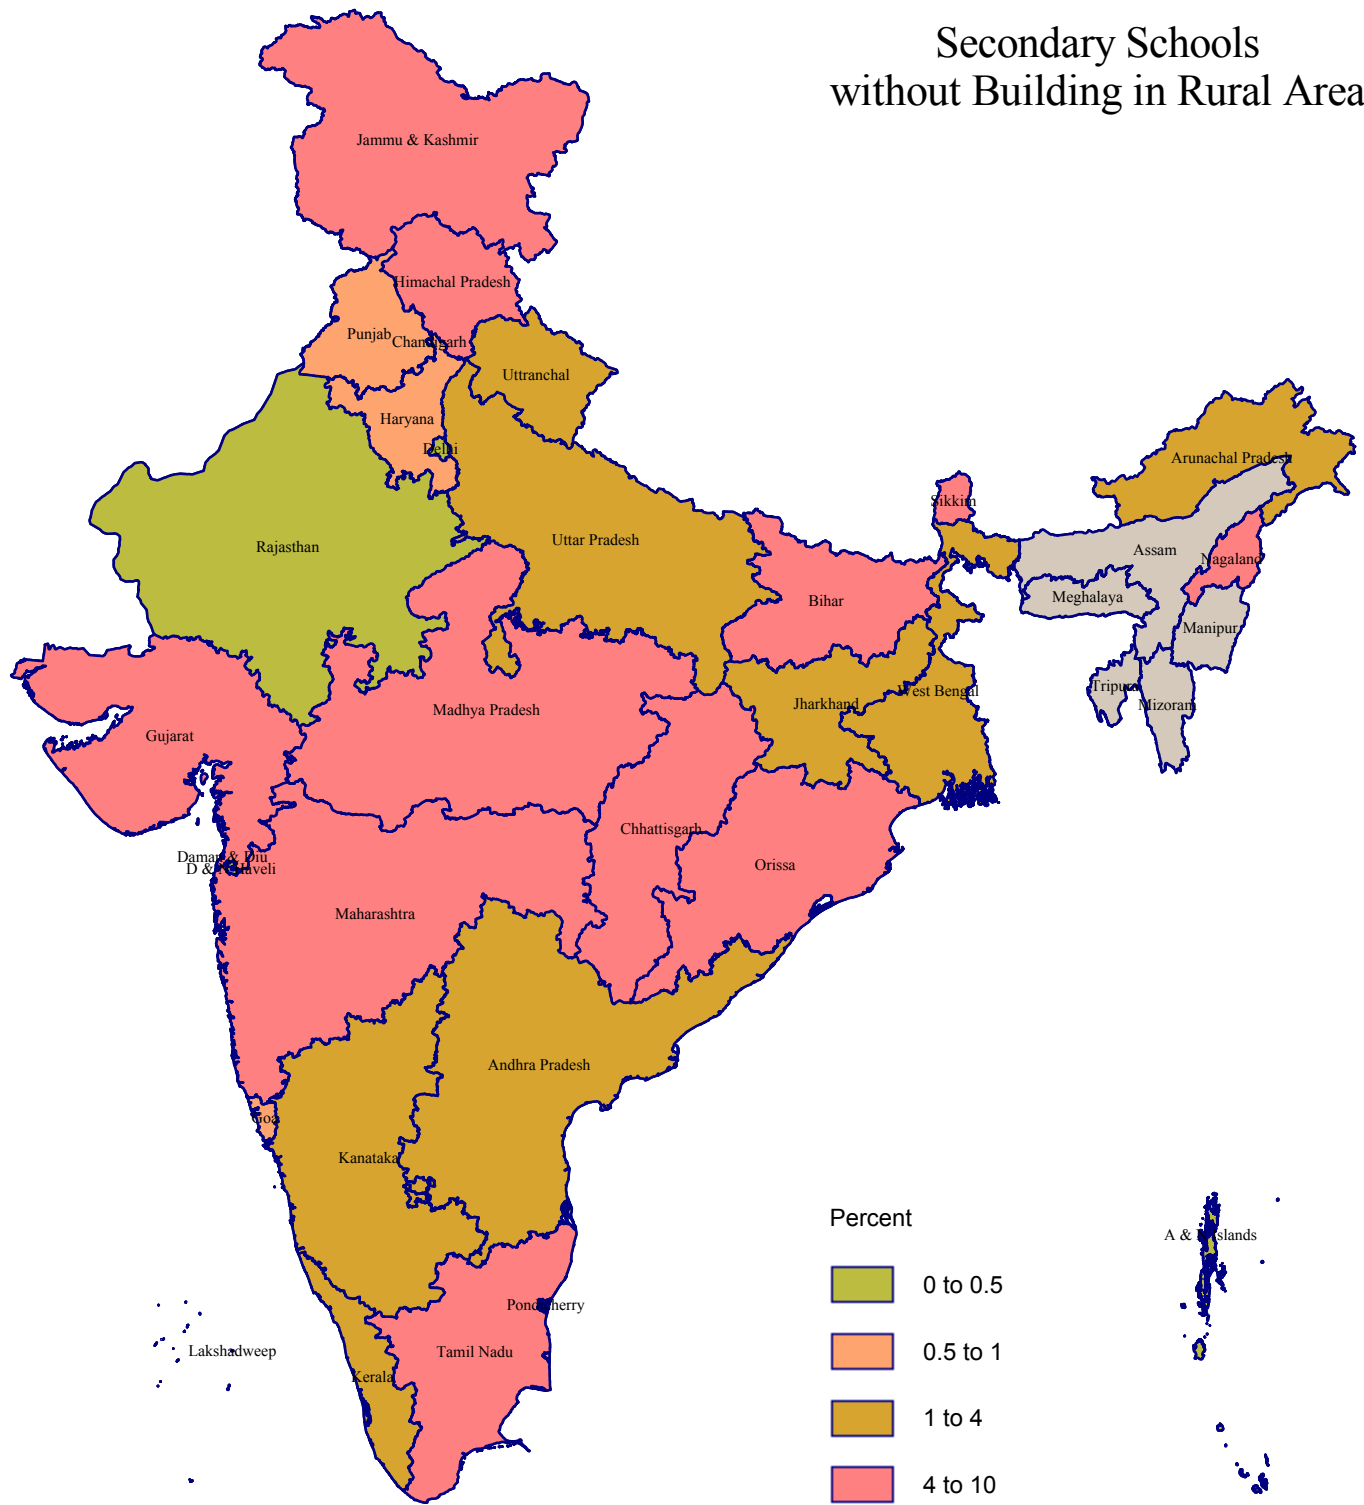 Secondary Schools
without Building in Rural Area
Jammu & Kashmir
Himachal Pradesh
Punjab
Chandigarh
Uttranchal
Haryana
Delhi
Arunachal Pradesh
Sikkim
Rajasthan
Uttar Pradesh
Assam
Nagaland
Meghalaya
Bihar
Manipur
Tripura
West Bengal
Jharkhand
Mizoram
Madhya Pradesh
Gujarat
Chhattisgarh
Daman & Diu
D & N Haveli
Orissa
Maharashtra
Andhra Pradesh
Goa
Kanataka
Percent
A & N Islands
0 to 0.5
Pondicherry
Lakshadweep
Tamil Nadu
0.5 to 1
Kerala
1 to 4
4 to 10